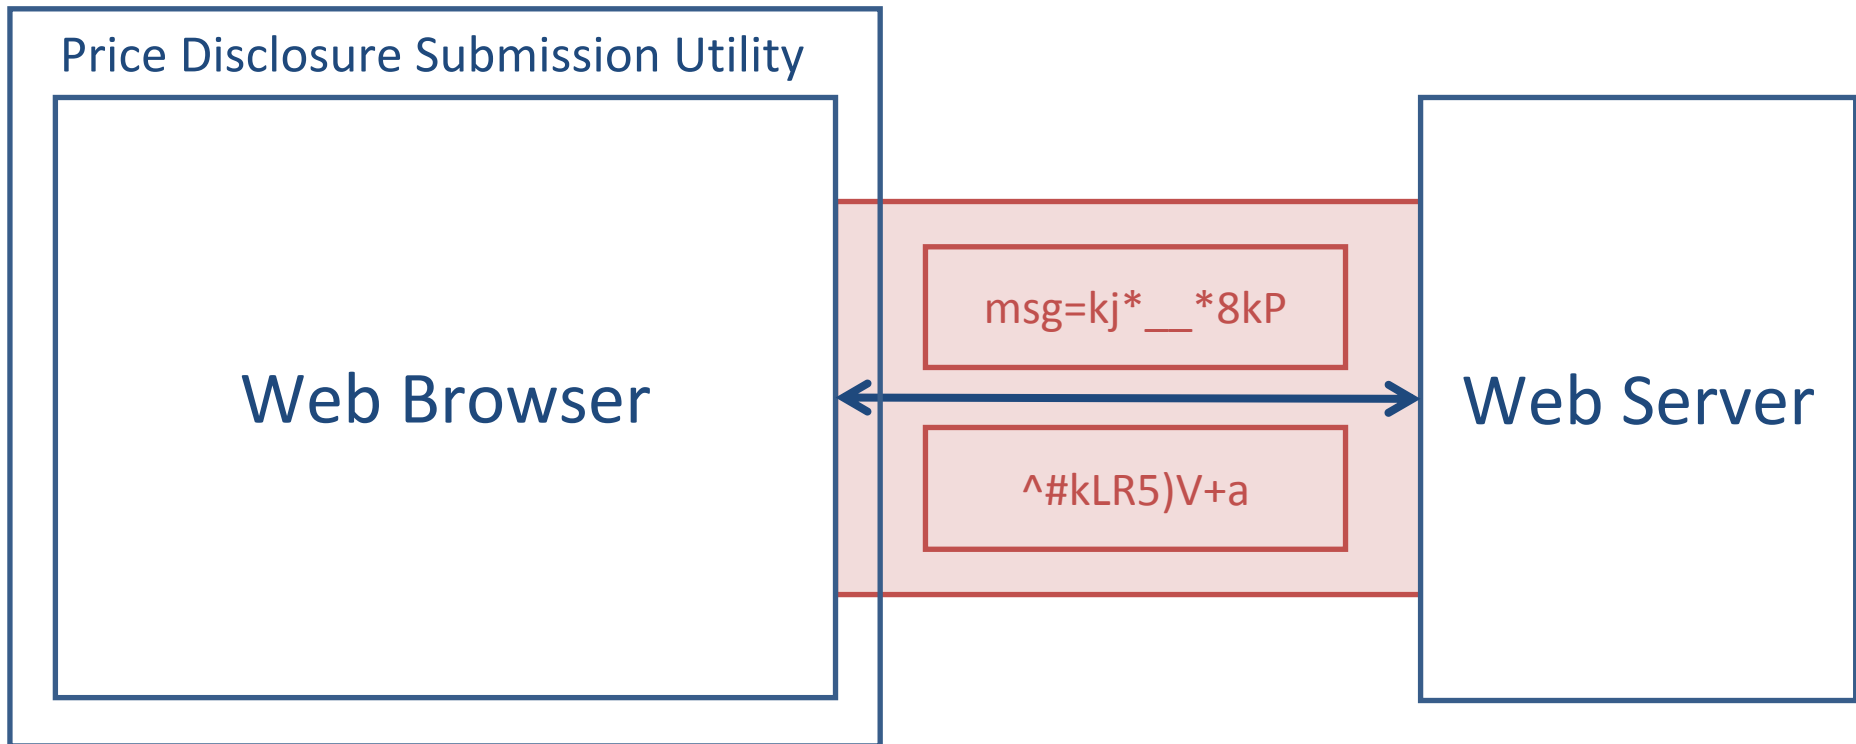 Price Disclosure Submission Utility
Web Browser
msg=kj*__*8kP
^#kLR5)V+a
Web Server